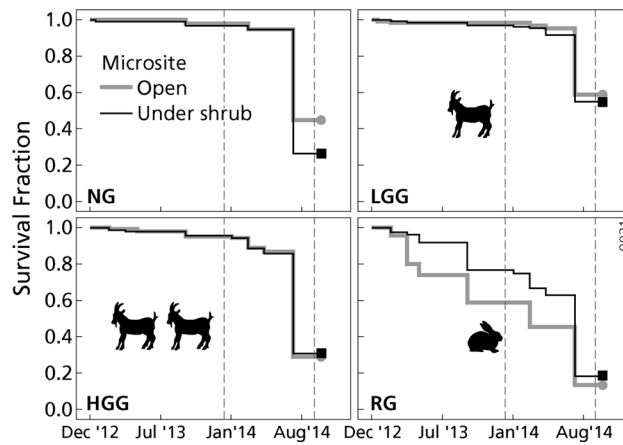 1.0
0.8
0.6
0.4
0.2
0.0
Microsite
Open
Under shrub
NG
LGG
Survival Fraction
1.0
0.8
0.6
0.4
0.2
0.0
HGG
RG
Dec '12
Jul '13
Jan'14
Aug'14
Dec '12
Jul '13
Jan'14
Aug'14